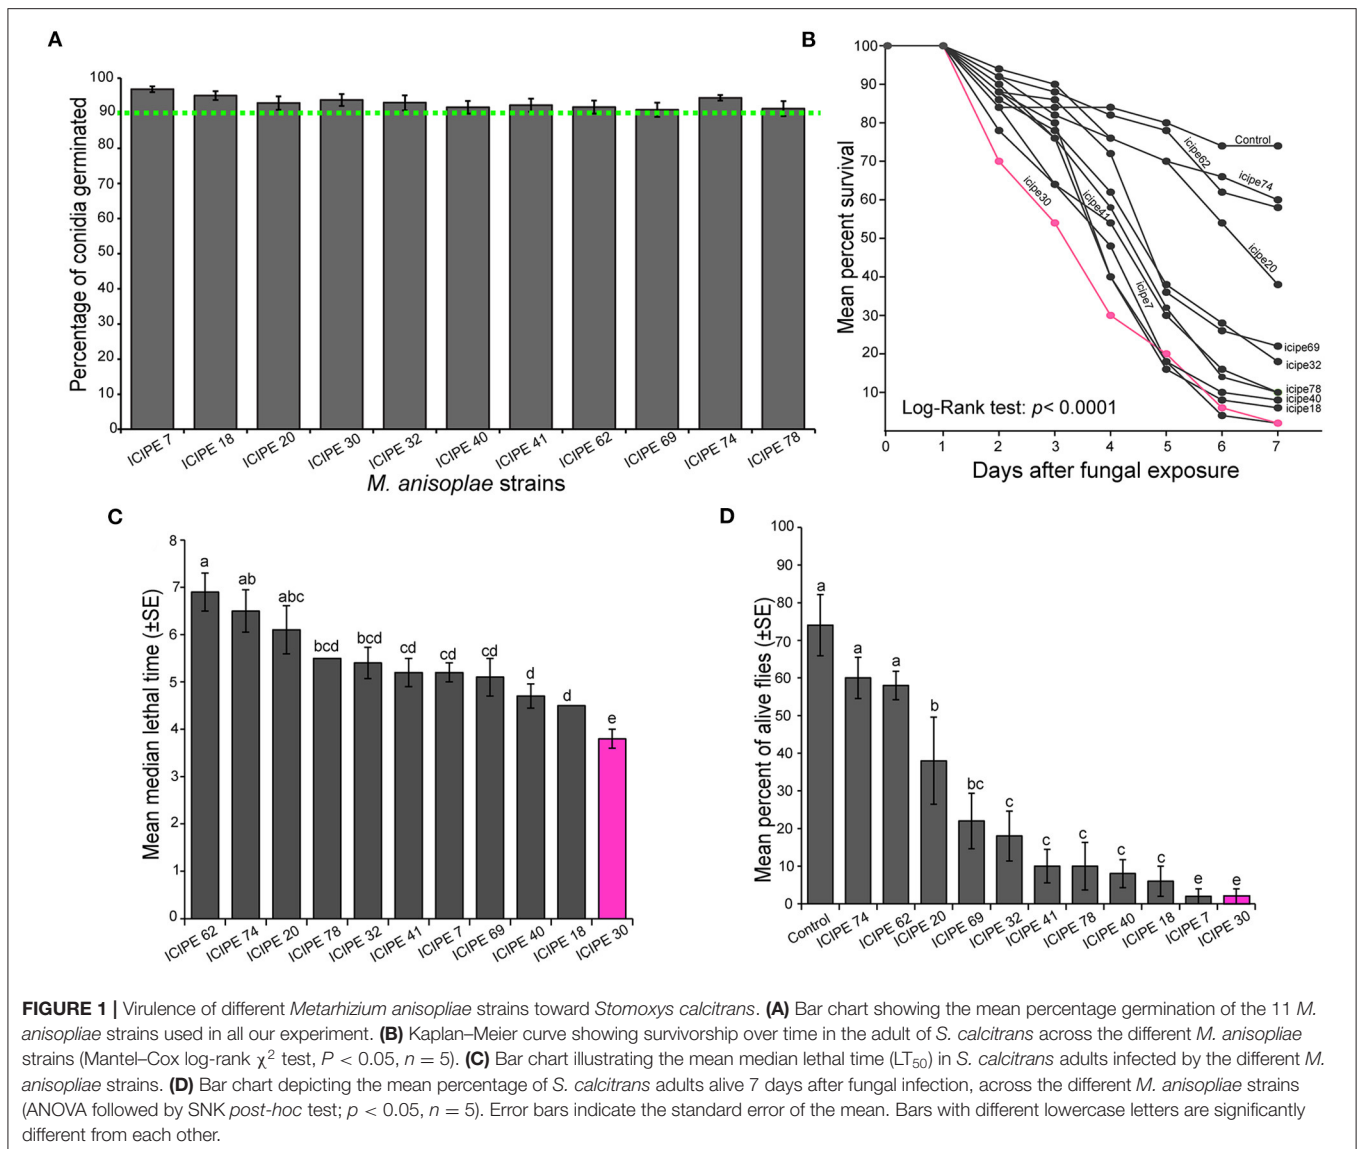 A
Percentage of conidia germinated
100
90
80
70
60
50
40
30
20
10
0
ICIPE 7
ICIPE 18
ICIPE 20
ICIPE 30
ICIPE 32
ICIPE 40
ICIPE 41
ICIPE 62
ICIPE 69
ICIPE 74
ICIPE 78
M. anisoplae strains
B
Mean percent survival
100
90
80
70
60
50
40
30
20
10
Control
icipe62
icipe74
icipe30
icipe41
icipe20
icipe7
icipe69
icipe32
icipe78
icipe40
icipe18
Log-Rank test: p< 0.0001
0 1 2 3 4 5 6 7
Days after fungal exposure
C
Mean median lethal time (±SE)
8
7
6
5
4
3
2
1
0
a
ab
abc
bcd
bcd
cd
cd
cd
d
d
e
ICIPE 62
ICIPE 74
ICIPE 20
ICIPE 78
ICIPE 32
ICIPE 41
ICIPE 7
ICIPE 69
ICIPE 40
ICIPE 18
ICIPE 30
D
Mean percent of alive flies (±SE)
100
90
80
70
60
50
40
30
20
10
0
a
a
a
b
bc
c
c
c
c
c
e
e
Control
ICIPE 74
ICIPE 62
ICIPE 20
ICIPE 69
ICIPE 32
ICIPE 41
ICIPE 78
ICIPE 40
ICIPE 18
ICIPE 7
ICIPE 30
FIGURE 1 | Virulence of different Metarhizium anisopliae strains toward Stomoxys calcitrans. (A) Bar chart showing the mean percentage germination of the 11 M.
anisopliae strains used in all our experiment. (B) Kaplan–Meier curve showing survivorship over time in the adult of S. calcitrans across the different M. anisopliae
strains (Mantel–Cox log-rank χ² test, P < 0.05, n = 5). (C) Bar chart illustrating the mean median lethal time (LT₅₀) in S. calcitrans adults infected by the different M.
anisopliae strains. (D) Bar chart depicting the mean percentage of S. calcitrans adults alive 7 days after fungal infection, across the different M. anisopliae strains
(ANOVA followed by SNK post-hoc test; p < 0.05, n = 5). Error bars indicate the standard error of the mean. Bars with different lowercase letters are significantly
different from each other.